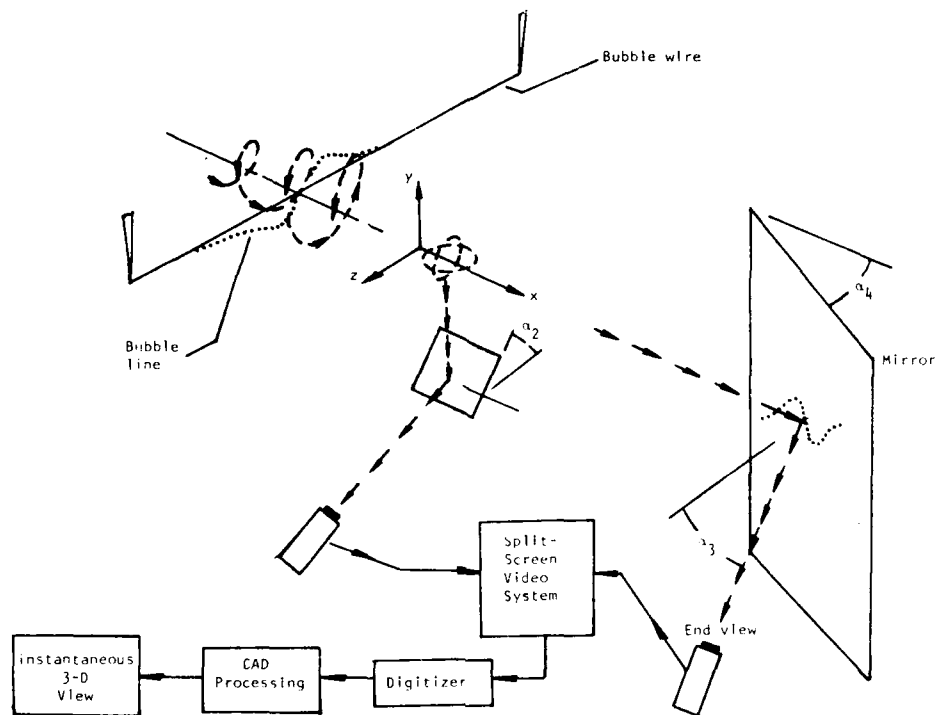 Bubble wire
y
z
x
Bubble
line
α2
α4
Mirror
α3
Split-
Screen
Video
System
End view
instantaneous
3-D
View
CAD
Processing
Digitizer